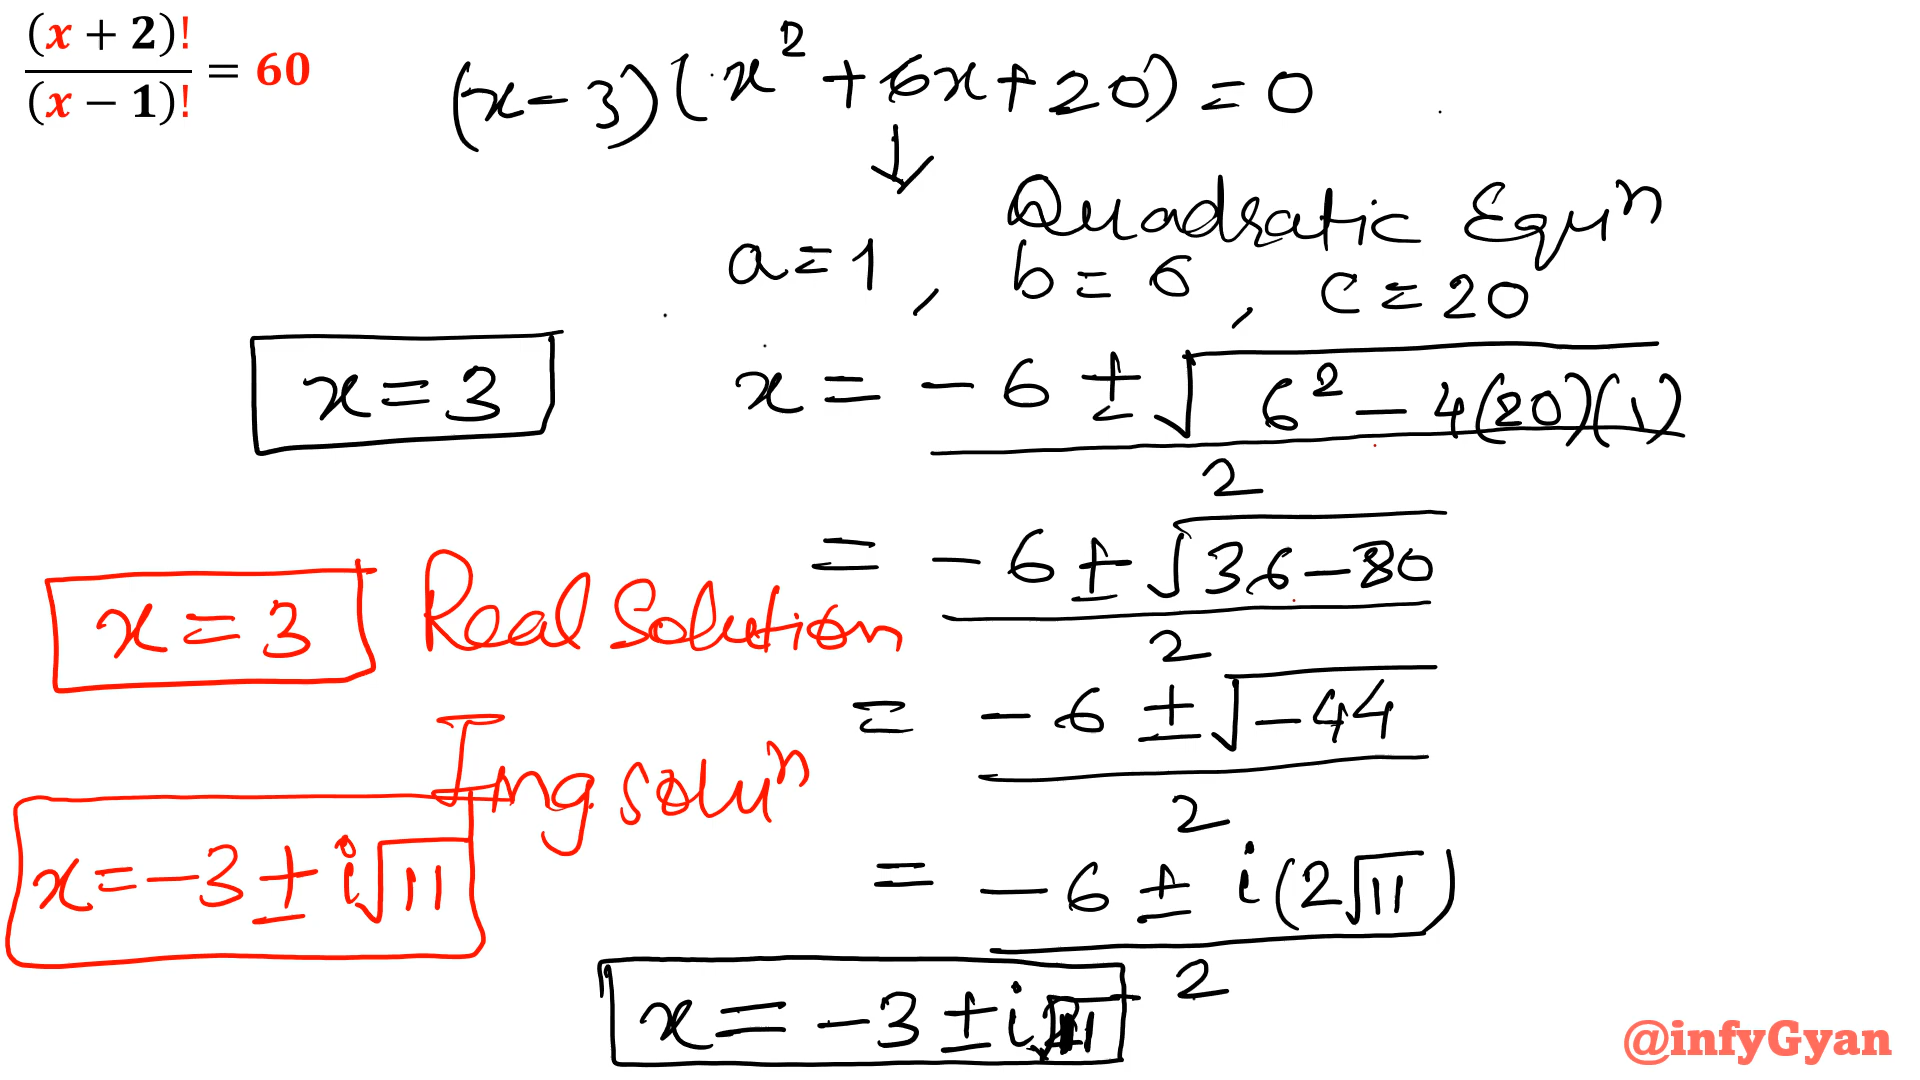 (x + 2)! / (x − 1)! = 60
(x-3)(x² + 6x + 20) = 0
↓
Quadratic Equⁿ
a = 1 , b = 6 , c = 20
x = 3
x = -6 ± √(6² - 4(20)(1)) / 2
= -6 ± √(36-80) / 2
x = 3 Real Solution
= -6 ± √(-44) / 2
Img soluⁿ
x = -3 ± i√11
= -6 ± i(2√11) / 2
x = -3 ± i√11
@infyGyan